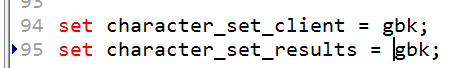 94 set character_set_client = gbk;
95 set character_set_results = gbk;